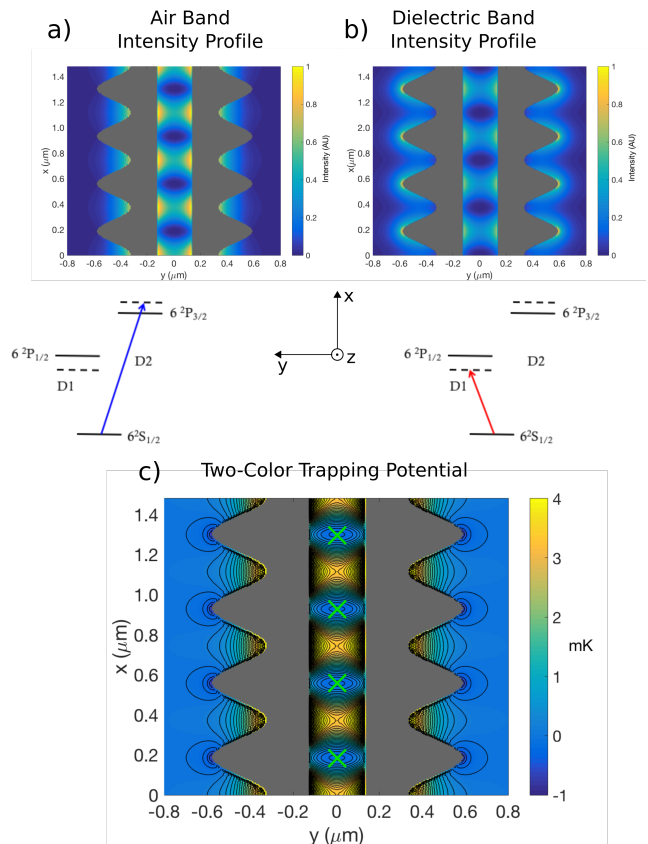 a) Air Band
Intensity Profile
b) Dielectric Band
Intensity Profile
1.4
1.2
1.0
0.8
0.6
0.4
0.2
0
x (μm)
-0.8 -0.6 -0.4 -0.2 0 0.2 0.4 0.6 0.8
y (μm)
1
0.8
0.6
0.4
0.2
0
Intensity (AU)
1.4
1.2
1.0
0.8
0.6
0.4
0.2
0
x(μm)
-0.8 -0.6 -0.4 -0.2 0 0.2 0.4 0.6 0.8
y (μm)
1
0.8
0.6
0.4
0.2
0
Intensity (AU)
6 ²P3/2
6 ²P1/2
D2
D1
6²S1/2
x
y
z
6 ²P3/2
6 ²P1/2
D2
D1
6²S1/2
c) Two-Color Trapping Potential
1.4
1.2
1
0.8
0.6
0.4
0.2
0
x (μm)
-0.8 -0.6 -0.4 -0.2 0 0.2 0.4 0.6 0.8
y (μm)
4
3
2
1
0
-1
mK